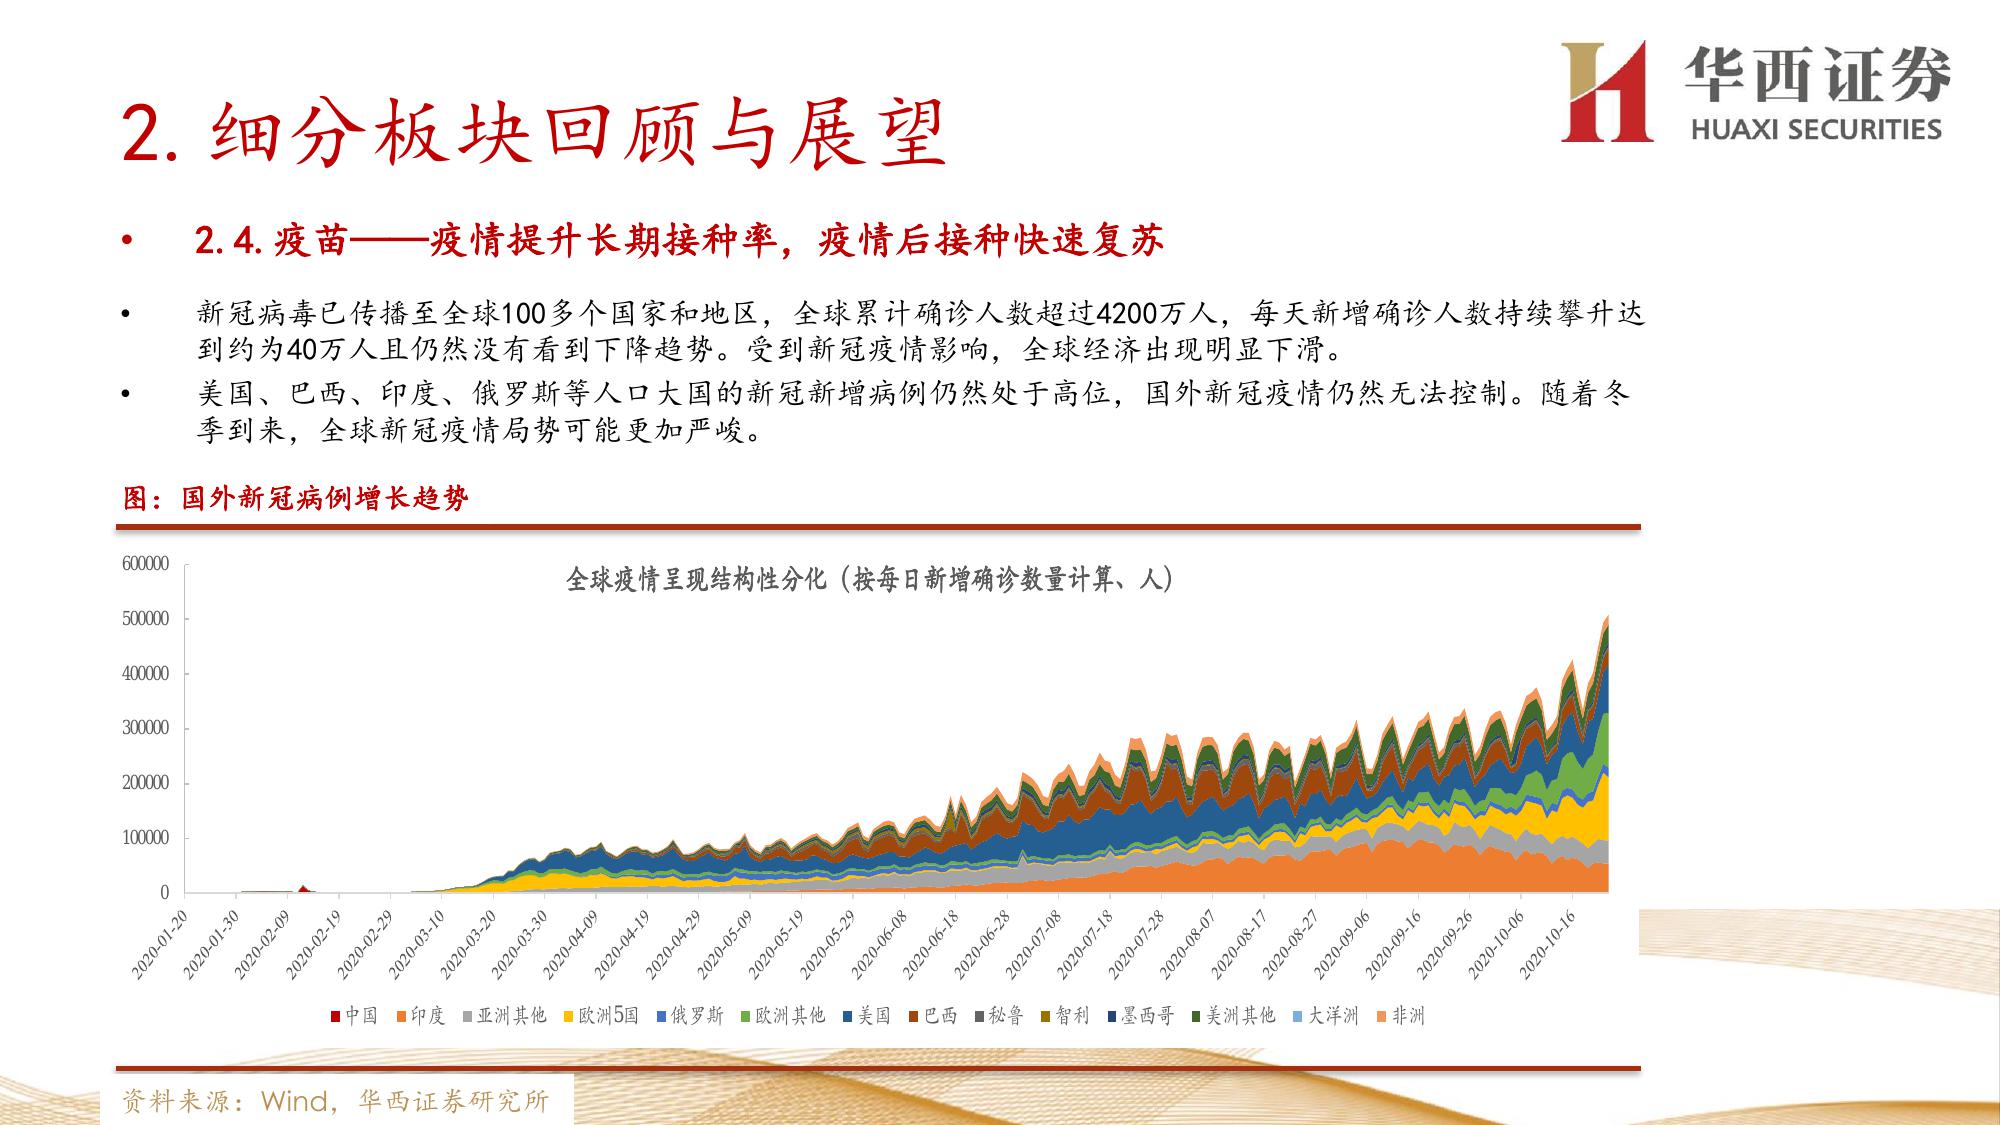 华西证券
HUAXI SECURITIES
2. 细分板块回顾与展望
• 2.4. 疫苗——疫情提升长期接种率，疫情后接种快速复苏
• 新冠病毒已传播至全球100多个国家和地区，全球累计确诊人数超过4200万人，每天新增确诊人数持续攀升达
到约为40万人且仍然没有看到下降趋势。受到新冠疫情影响，全球经济出现明显下滑。
• 美国、巴西、印度、俄罗斯等人口大国的新冠新增病例仍然处于高位，国外新冠疫情仍然无法控制。随着冬
季到来，全球新冠疫情局势可能更加严峻。
图：国外新冠病例增长趋势
全球疫情呈现结构性分化（按每日新增确诊数量计算、人）
600000
500000
400000
300000
200000
100000
0
2020-01-20 2020-01-30 2020-02-09 2020-02-19 2020-02-29 2020-03-10 2020-03-20 2020-03-30 2020-04-09 2020-04-19 2020-04-29 2020-05-09 2020-05-19 2020-05-29 2020-06-08 2020-06-18 2020-06-28 2020-07-08 2020-07-18 2020-07-28 2020-08-07 2020-08-17 2020-08-27 2020-09-06 2020-09-16 2020-09-26 2020-10-06 2020-10-16
中国 印度 亚洲其他 欧洲5国 俄罗斯 欧洲其他 美国 巴西 秘鲁 智利 墨西哥 美洲其他 大洋洲 非洲
资料来源：Wind，华西证券研究所